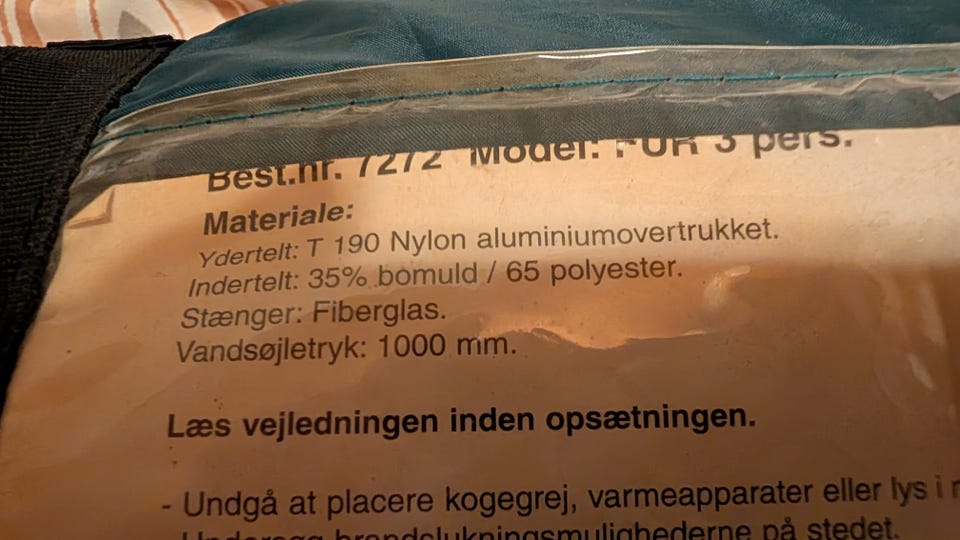 Best.nr. 7272 Model: FUR 3 pers.
Materiale:
Ydertelt: T 190 Nylon aluminiumovertrukket.
Indertelt: 35% bomuld / 65 polyester.
Stænger: Fiberglas.
Vandsøjletryk: 1000 mm.
Læs vejledningen inden opsætningen.
- Undgå at placere kogegrej, varmeapparater eller lys i
brandslukningsmulighederne på stedet.